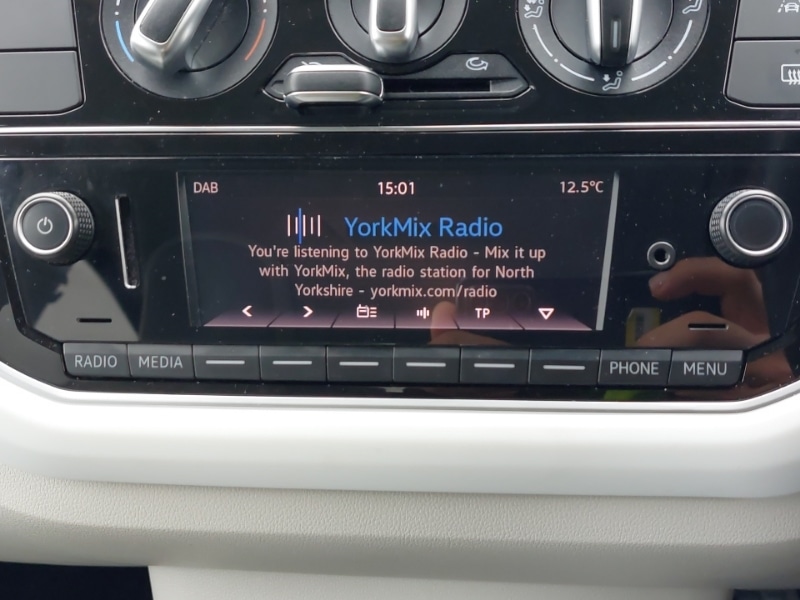 DAB 15:01 12.5°C
YorkMix Radio
You're listening to YorkMix Radio - Mix it up
with YorkMix, the radio station for North
Yorkshire - yorkmix.com/radio
TP
RADIO MEDIA PHONE MENU